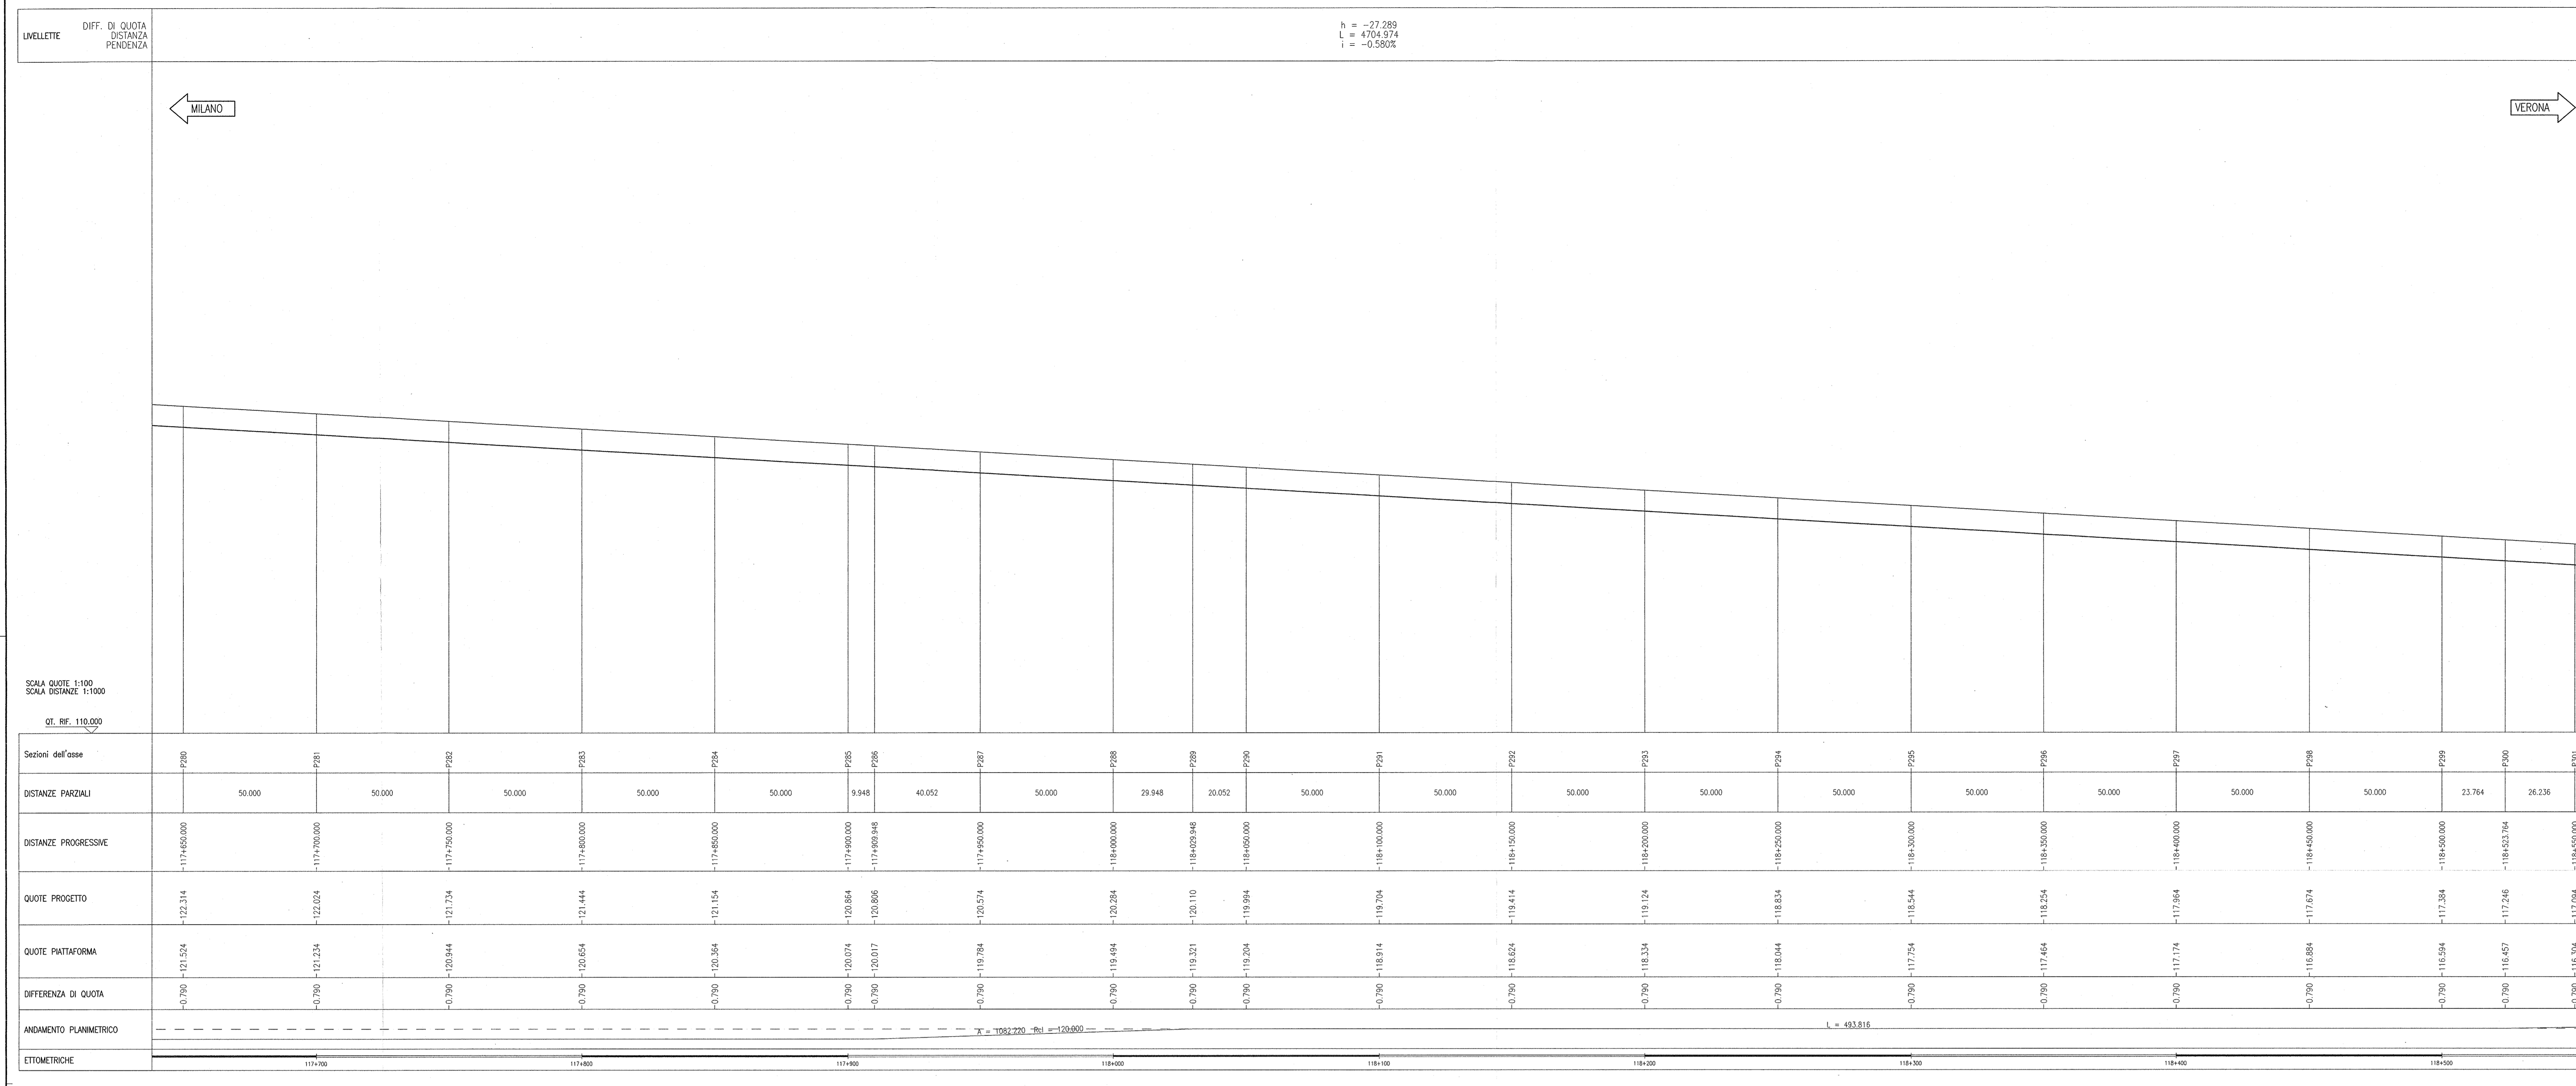 LIVELLETTE
DIFF. DI QUOTA
DISTANZA
PENDENZA
h = -27.289
L = 4704.974
i = -0.580%
MILANO
VERONA
SCALA QUOTE 1:100
SCALA DISTANZE 1:1000
QT. RIF. 110.000
Sezioni dell'asse P280 P281 P282 P283 P284 P285 P286 P287 P288 P289 P290 P291 P292 P293 P294 P295 P296 P297 P298 P299 P300 P301
DISTANZE PARZIALI 50.000 50.000 50.000 50.000 50.000 9.948 40.052 50.000 29.948 20.052 50.000 50.000 50.000 50.000 50.000 50.000 50.000 50.000 50.000 23.764 26.236
DISTANZE PROGRESSIVE 117+650.000 117+700.000 117+750.000 117+800.000 117+850.000 117+900.000 117+909.948 117+950.000 118+000.000 118+029.948 118+050.000 118+100.000 118+150.000 118+200.000 118+250.000 118+300.000 118+350.000 118+400.000 118+450.000 118+500.000 118+523.764 118+550.000
QUOTE PROGETTO 122.314 122.024 121.734 121.444 121.154 120.864 120.806 120.574 120.284 120.110 119.994 119.704 119.414 119.124 118.834 118.544 118.254 117.964 117.674 117.384 117.246 117.094
QUOTE PIATTAFORMA 121.524 121.234 120.944 120.654 120.364 120.074 120.017 119.784 119.494 119.321 119.204 118.914 118.624 118.334 118.044 117.754 117.464 117.174 116.884 116.594 116.457 116.304
DIFFERENZA DI QUOTA 0.790 0.790 0.790 0.790 0.790 0.790 0.790 0.790 0.790 0.790 0.790 0.790 0.790 0.790 0.790 0.790 0.790 0.790 0.790 0.790 0.790 0.790
ANDAMENTO PLANIMETRICO A = 1082.220 Rcl = 120.000 L = 493.816
ETTOMETRICHE 117+700 117+800 117+900 118+000 118+100 118+200 118+300 118+400 118+500